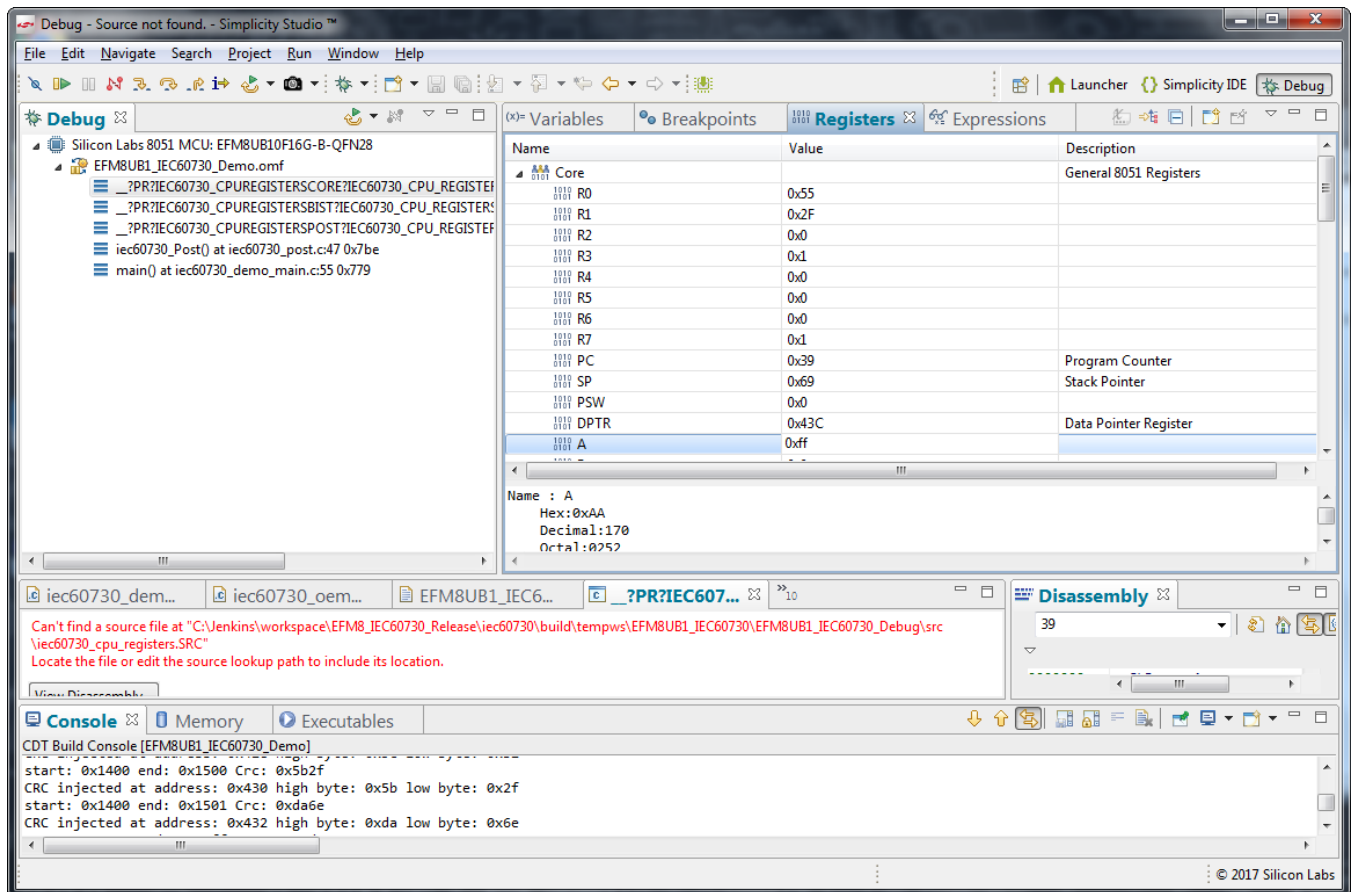 Debug - Source not found. - Simplicity Studio ™
File Edit Navigate Search Project Run Window Help
Launcher {} Simplicity IDE Debug
Debug
Silicon Labs 8051 MCU: EFM8UB10F16G-B-QFN28
EFM8UB1_IEC60730_Demo.omf
__?PR?IEC60730_CPUREGISTERSCORE?IEC60730_CPU_REGISTER
__?PR?IEC60730_CPUREGISTERSBIST?IEC60730_CPU_REGISTERS
__?PR?IEC60730_CPUREGISTERSPOST?IEC60730_CPU_REGISTER
iec60730_Post() at iec60730_post.c:47 0x7be
main() at iec60730_demo_main.c:55 0x779
(x)= Variables Breakpoints Registers Expressions
Name Value Description
Core General 8051 Registers
R0 0x55
R1 0x2F
R2 0x0
R3 0x1
R4 0x0
R5 0x0
R6 0x0
R7 0x1
PC 0x39 Program Counter
SP 0x69 Stack Pointer
PSW 0x0
DPTR 0x43C Data Pointer Register
A 0xff
Name : A
Hex:0xAA
Decimal:170
Octal:0252
iec60730_dem... iec60730_oem... EFM8UB1_IEC6... __?PR?IEC607... »10
Can't find a source file at "C:\Jenkins\workspace\EFM8_IEC60730_Release\iec60730\build\tempws\EFM8UB1_IEC60730\EFM8UB1_IEC60730_Debug\src
\iec60730_cpu_registers.SRC"
Locate the file or edit the source lookup path to include its location.
View Disassembly...
Disassembly
39
Console Memory Executables
CDT Build Console [EFM8UB1_IEC60730_Demo]
start: 0x1400 end: 0x1500 Crc: 0x5b2f
CRC injected at address: 0x430 high byte: 0x5b low byte: 0x2f
start: 0x1400 end: 0x1501 Crc: 0xda6e
CRC injected at address: 0x432 high byte: 0xda low byte: 0x6e
© 2017 Silicon Labs